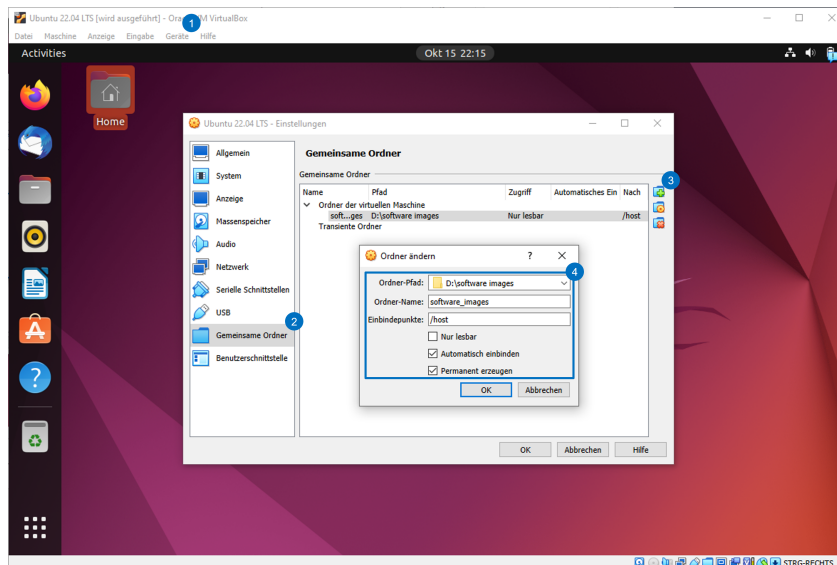 Ubuntu 22.04 LTS [wird ausgeführt] - Ora M VirtualBox
1
Datei Maschine Anzeige Eingabe Geräte Hilfe
Activities Okt 15 22:15
Home
Ubuntu 22.04 LTS - Einstellungen
Allgemein
System
Anzeige
Massenspeicher
Audio
Netzwerk
Serielle Schnittstellen
USB
2
Gemeinsame Ordner
Benutzerschnittstelle
Gemeinsame Ordner
Gemeinsame Ordner
3
Name Pfad Zugriff Automatisches Ein Nach
Ordner der virtuellen Maschine
soft...ges D:\software images Nur lesbar /host
Transiente Ordner
Ordner ändern ?
4
Ordner-Pfad: D:\software images
Ordner-Name: software_images
Einbindepunkte: /host
Nur lesbar
Automatisch einbinden
Permanent erzeugen
OK Abbrechen
OK Abbrechen Hilfe
STRG-RECHTS